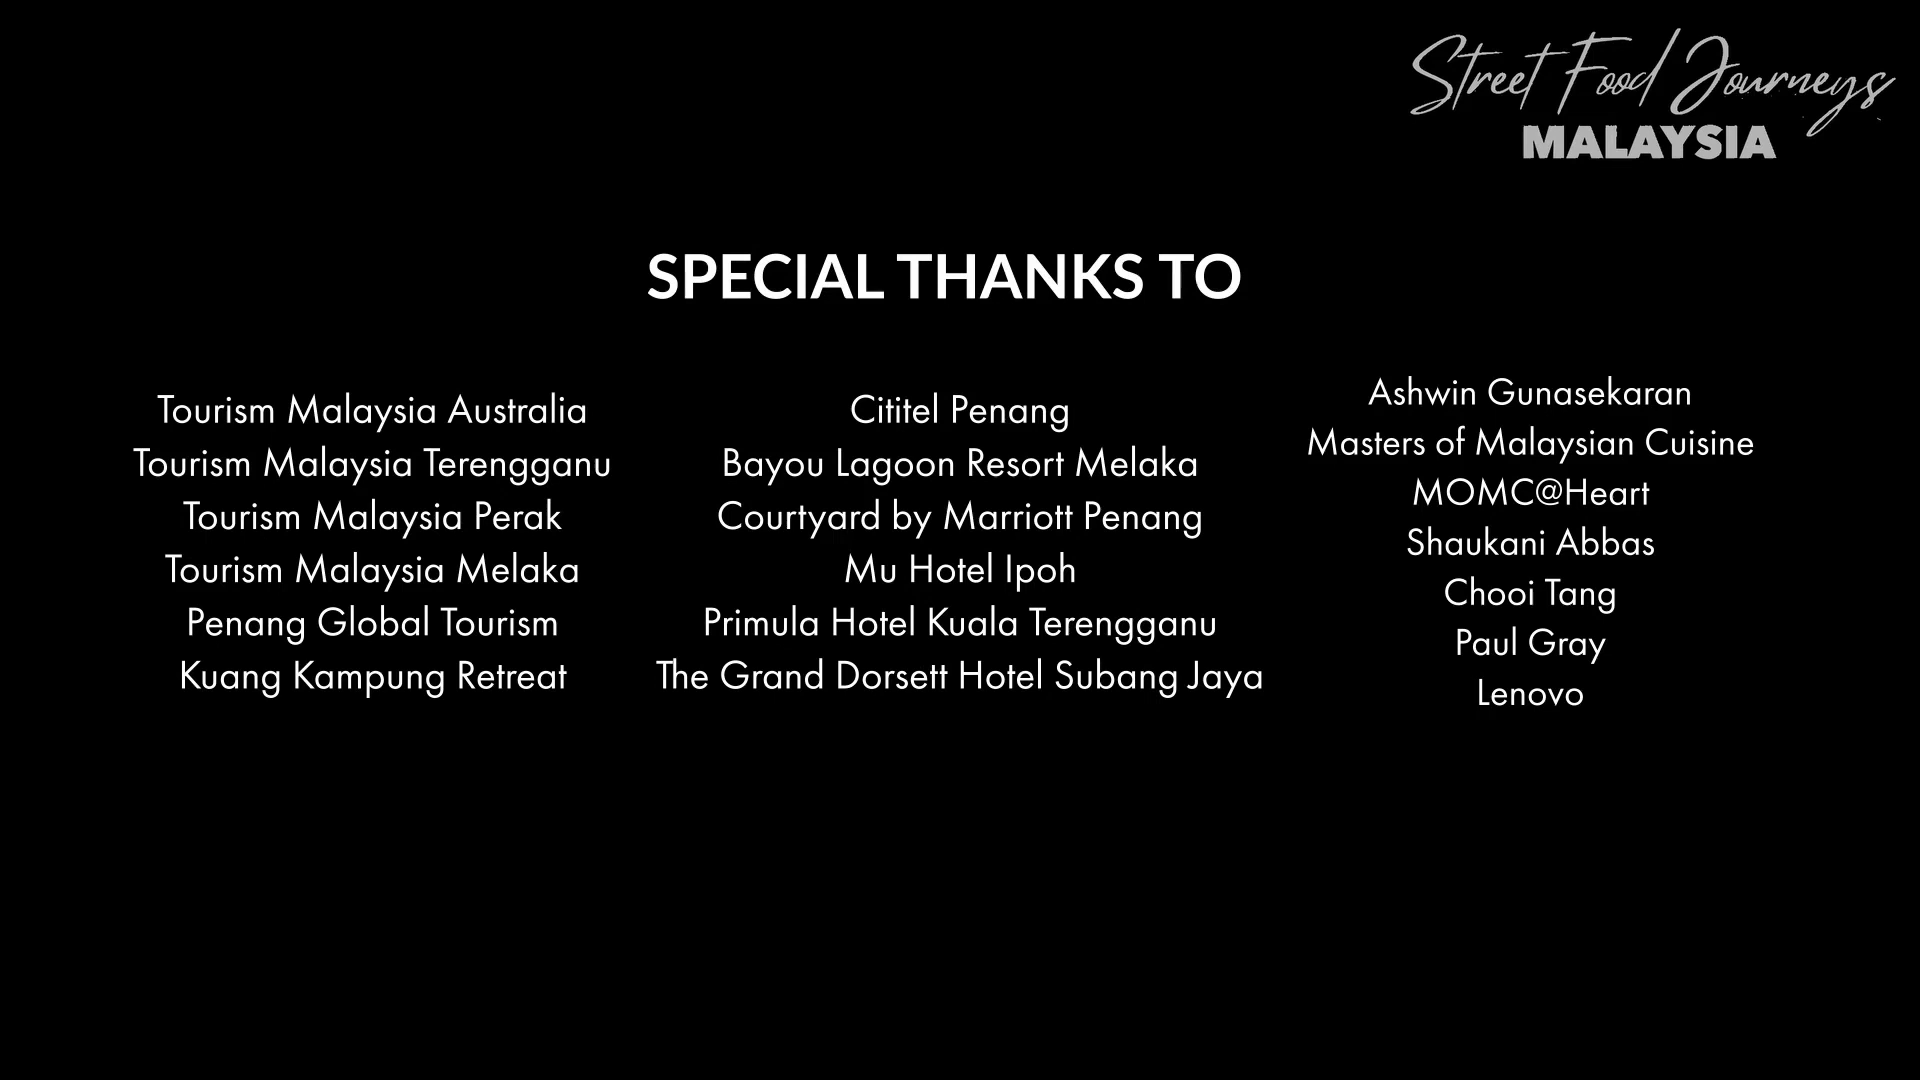 Street Food Journeys
MALAYSIA
SPECIAL THANKS TO
Tourism Malaysia Australia
Tourism Malaysia Terengganu
Tourism Malaysia Perak
Tourism Malaysia Melaka
Penang Global Tourism
Kuang Kampung Retreat
Cititel Penang
Bayou Lagoon Resort Melaka
Courtyard by Marriott Penang
Mu Hotel Ipoh
Primula Hotel Kuala Terengganu
The Grand Dorsett Hotel Subang Jaya
Ashwin Gunasekaran
Masters of Malaysian Cuisine
MOMC@Heart
Shaukani Abbas
Chooi Tang
Paul Gray
Lenovo